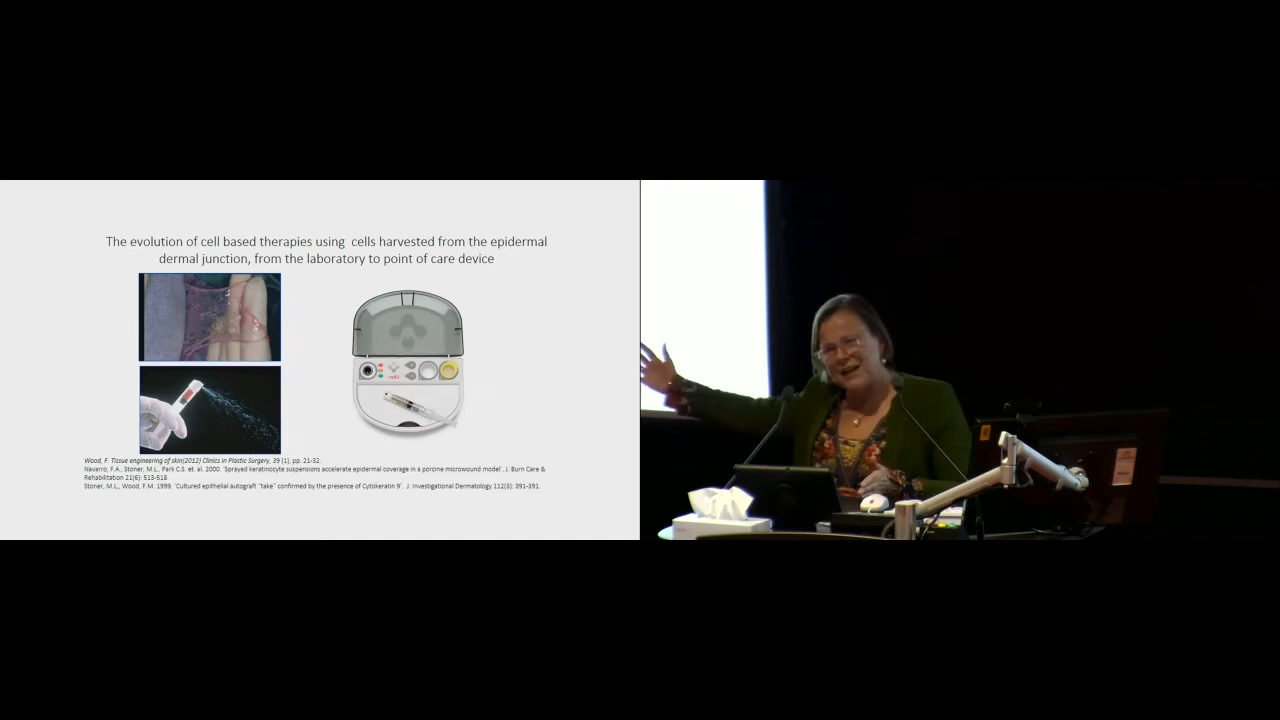 The evolution of cell based therapies using  cells harvested from the epidermal
dermal junction, from the laboratory to point of care device
Wood, F. Tissue engineering of skin(2012) Clinics in Plastic Surgery, 39 (1), pp. 21-32.
Navarro, F.A., Stoner, M.L., Park C.S. et. al. 2000. 'Sprayed keratinocyte suspensions accelerate epidermal coverage in a porcine microwound model'. J. Burn Care &
Rehabilitation 21(6): 513-518
Stoner, M.L., Wood, F.M. 1999. 'Cultured epithelial autograft "take" confirmed by the presence of Cytokeratin 9'. J. Investigational Dermatology 112(3): 391-391.